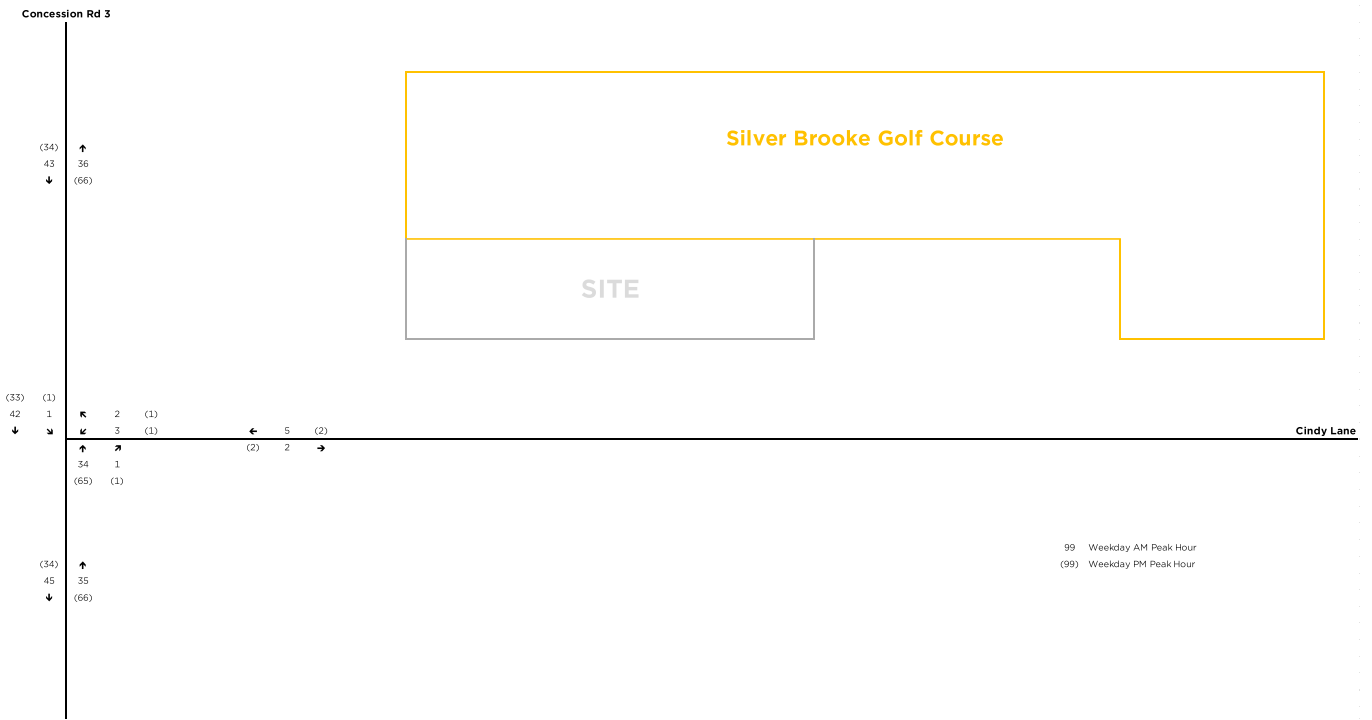 Concession Rd 3
Silver Brooke Golf Course
(34) ↑
43 36
↓ (66)
SITE
(33) (1)
42 1 ↖ 2 (1)
↓ ↘ ↙ 3 (1) ← 5 (2) Cindy Lane
↑ ↗ (2) 2 →
34 1
(65) (1)
99 Weekday AM Peak Hour
(34) ↑ (99) Weekday PM Peak Hour
45 35
↓ (66)